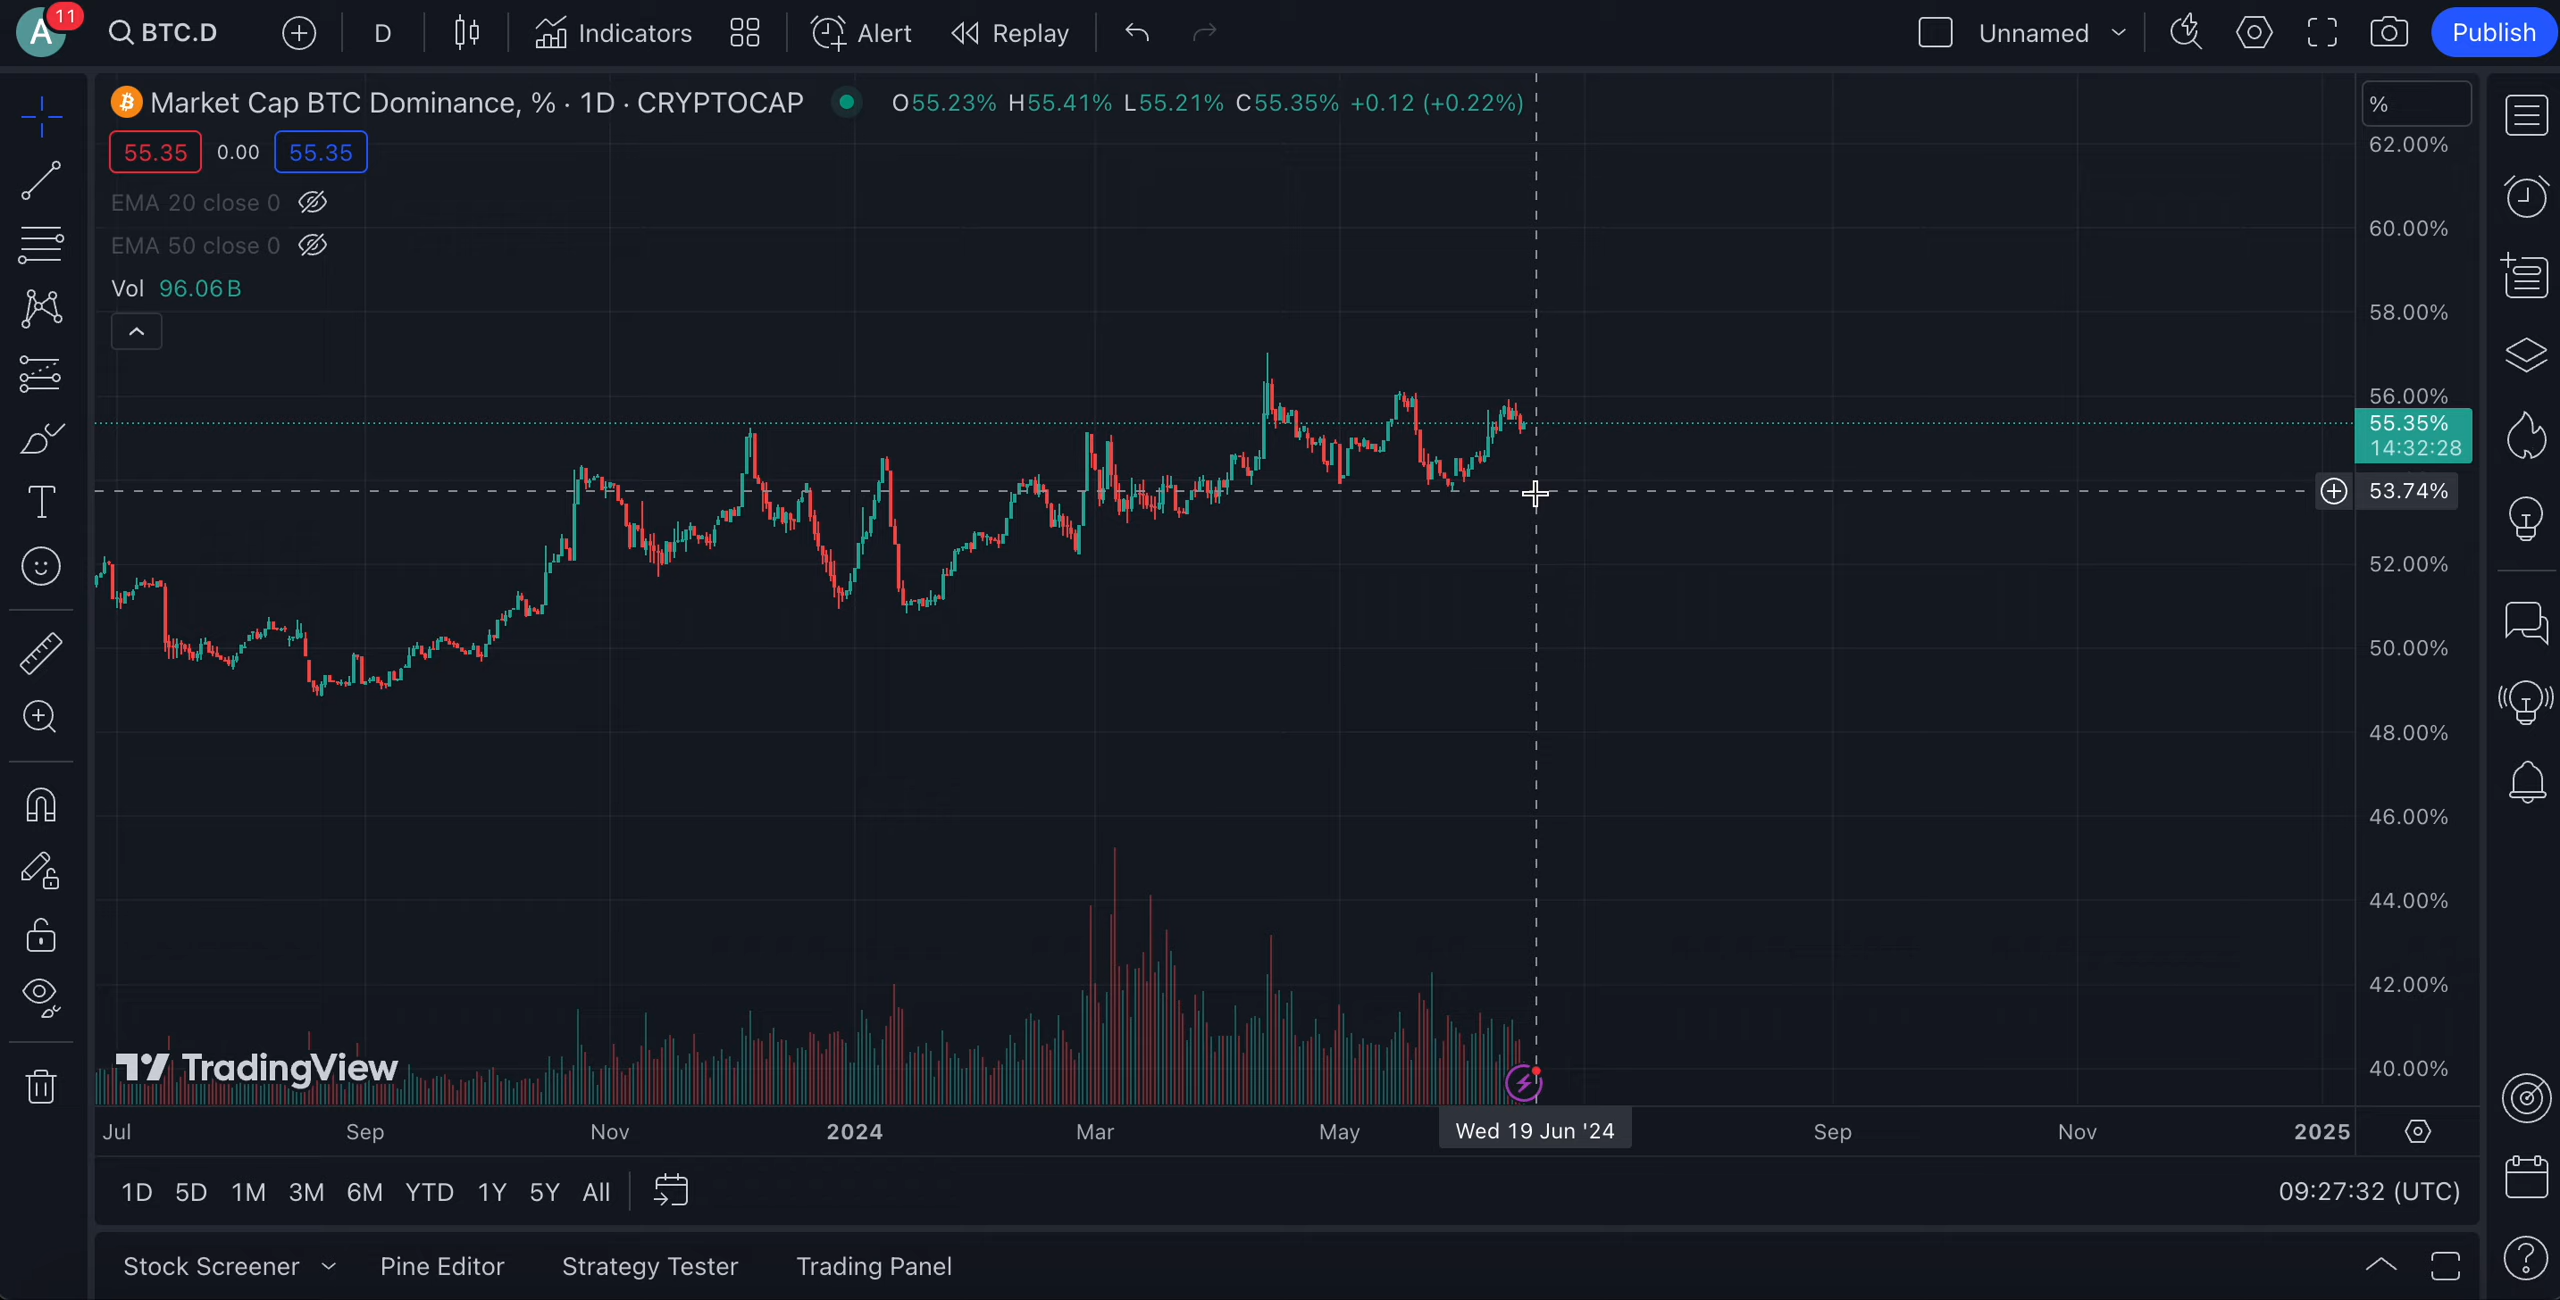 A 11 BTC.D D Indicators Alert Replay Unnamed Publish
Market Cap BTC Dominance, % · 1D · CRYPTOCAP O55.23% H55.41% L55.21% C55.35% +0.12 (+0.22%)
%
55.35 0.00 55.35
EMA 20 close 0
EMA 50 close 0
Vol 96.06B
62.00%
60.00%
58.00%
56.00%
55.35%
14:32:28
53.74%
52.00%
50.00%
48.00%
46.00%
44.00%
42.00%
40.00%
TradingView
Jul Sep Nov 2024 Mar May Wed 19 Jun '24 Sep Nov 2025
1D 5D 1M 3M 6M YTD 1Y 5Y All 09:27:32 (UTC)
Stock Screener Pine Editor Strategy Tester Trading Panel